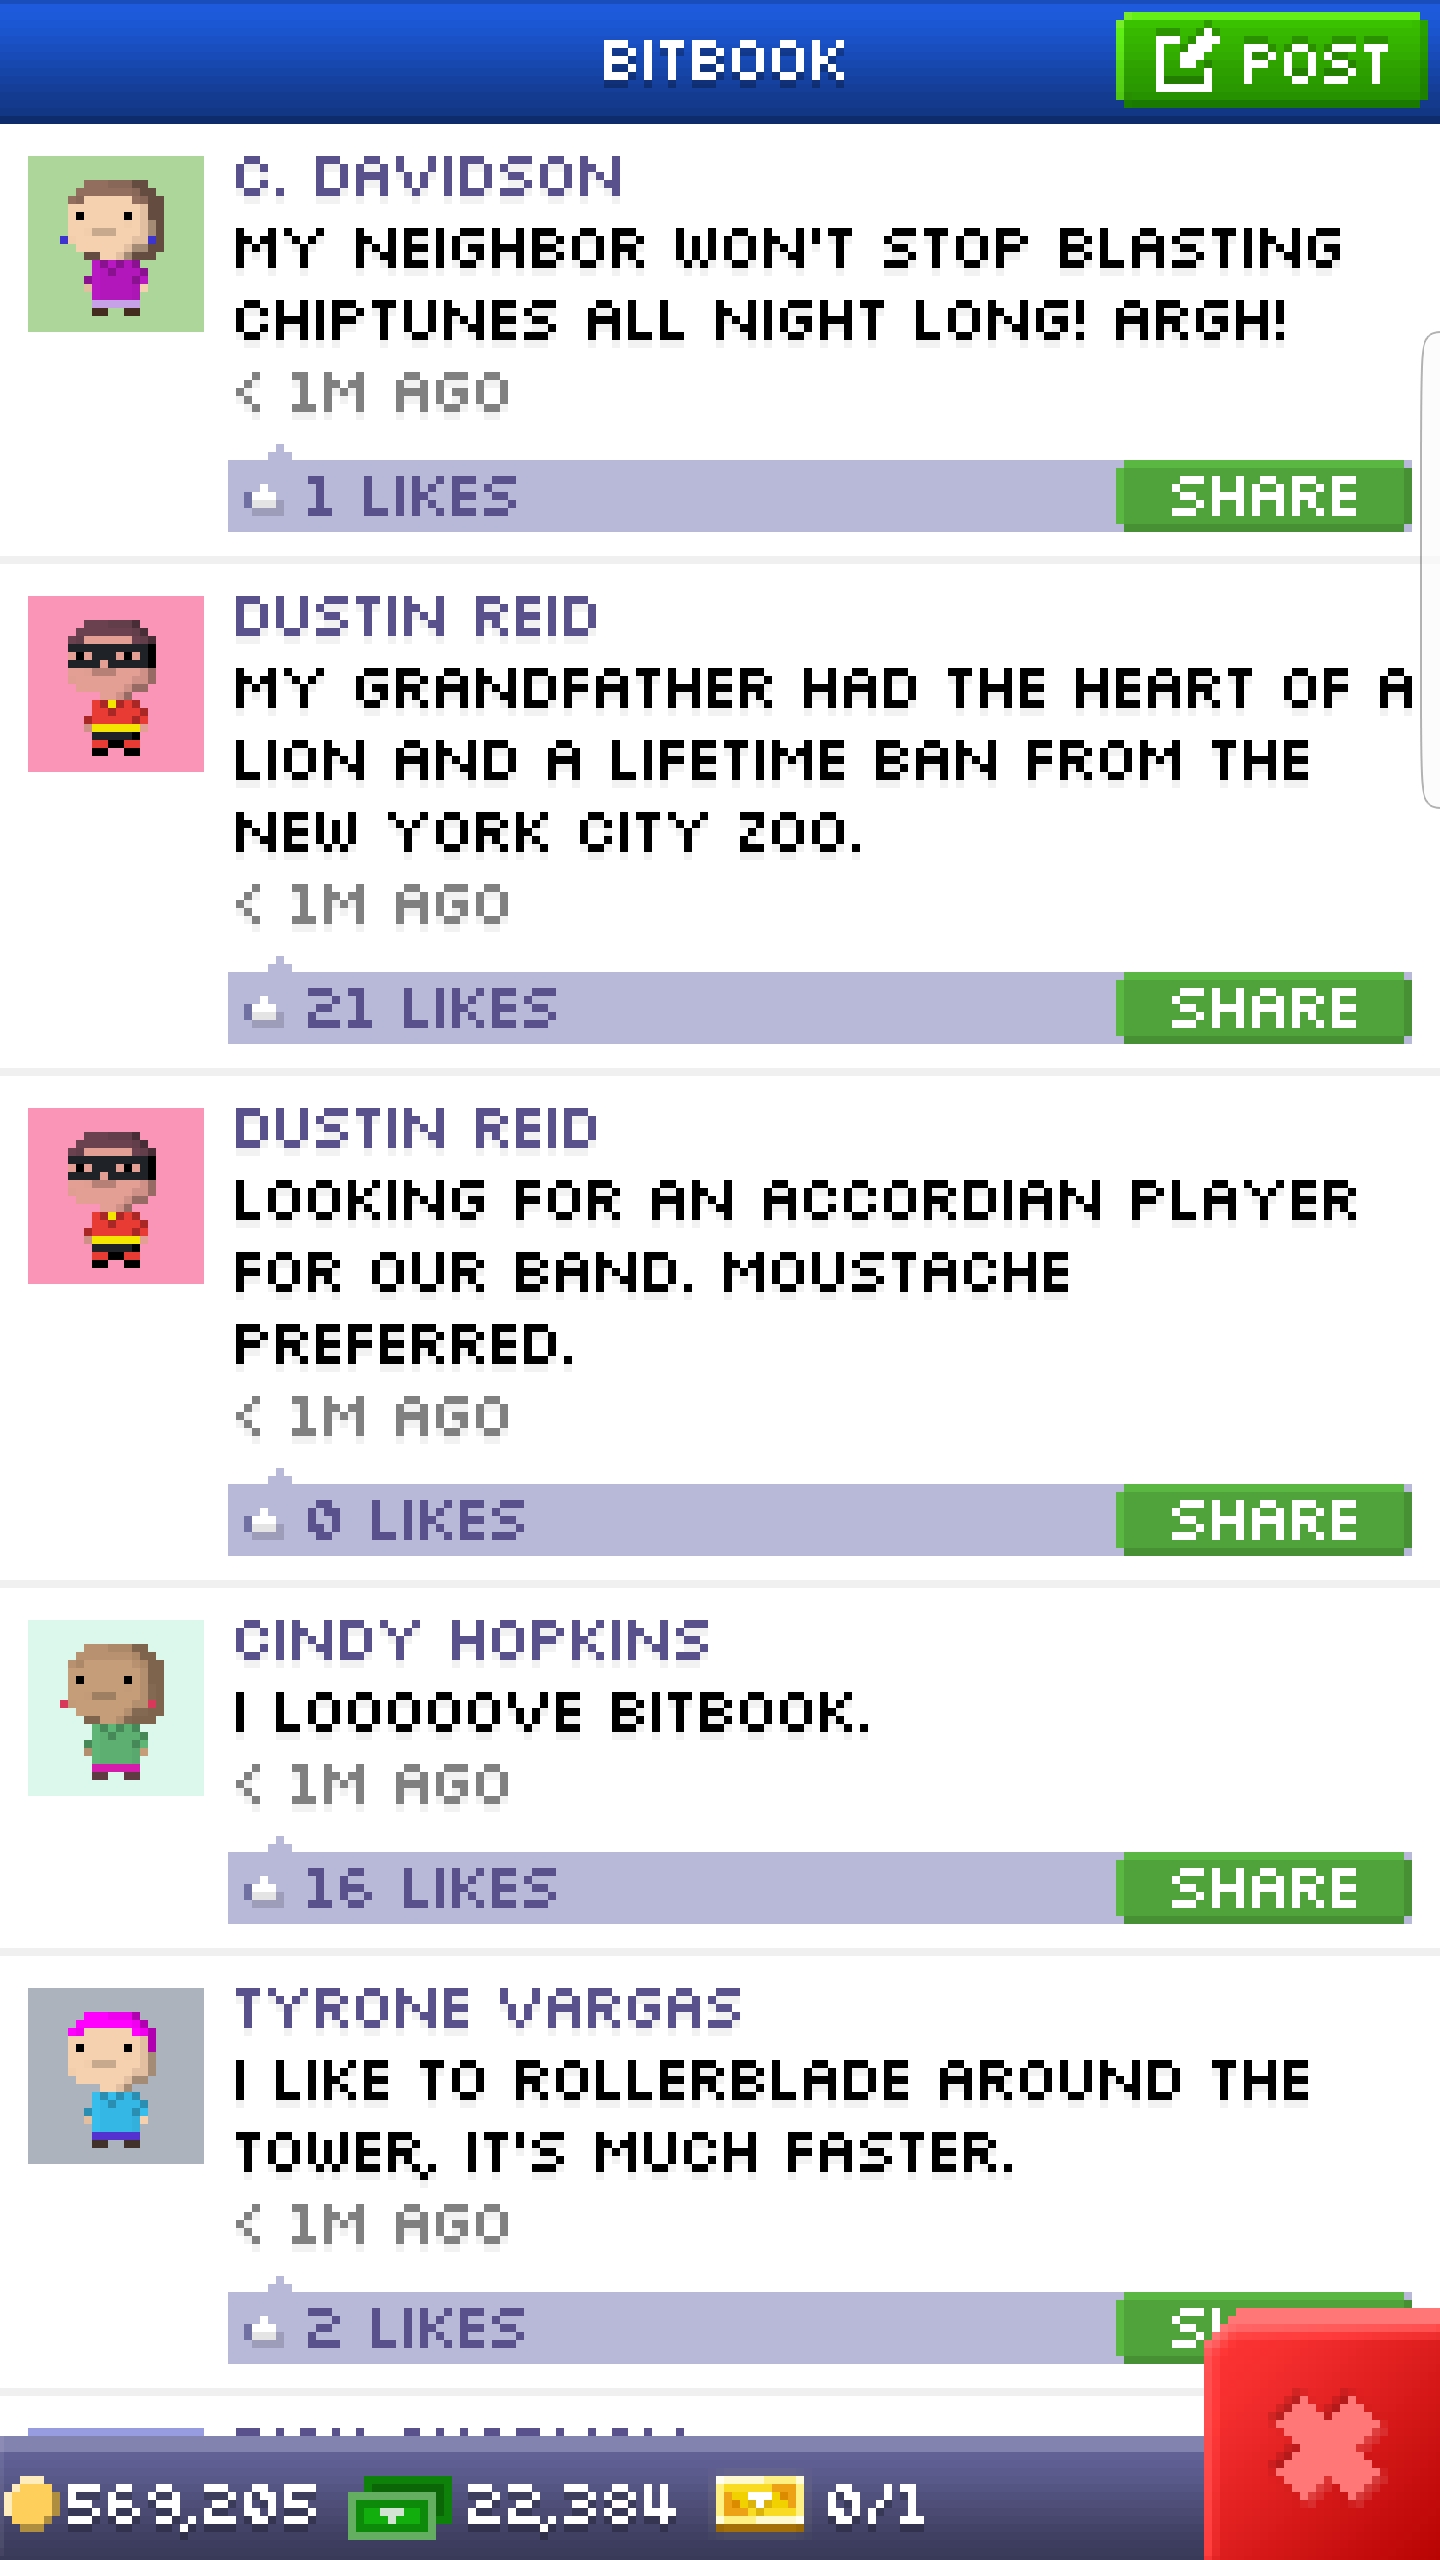 BITBOOK
POST
C. DAVIDSON
MY NEIGHBOR WON'T STOP BLASTING
CHIPTUNES ALL NIGHT LONG! ARGH!
< 1M AGO
1 LIKES
SHARE
DUSTIN REID
MY GRANDFATHER HAD THE HEART OF A
LION AND A LIFETIME BAN FROM THE
NEW YORK CITY ZOO.
< 1M AGO
21 LIKES
SHARE
DUSTIN REID
LOOKING FOR AN ACCORDIAN PLAYER
FOR OUR BAND. MOUSTACHE
PREFERRED.
< 1M AGO
0 LIKES
SHARE
CINDY HOPKINS
I LOOOOOVE BITBOOK.
< 1M AGO
16 LIKES
SHARE
TYRONE VARGAS
I LIKE TO ROLLERBLADE AROUND THE
TOWER, IT'S MUCH FASTER.
< 1M AGO
2 LIKES
569,205
22,384
0/1